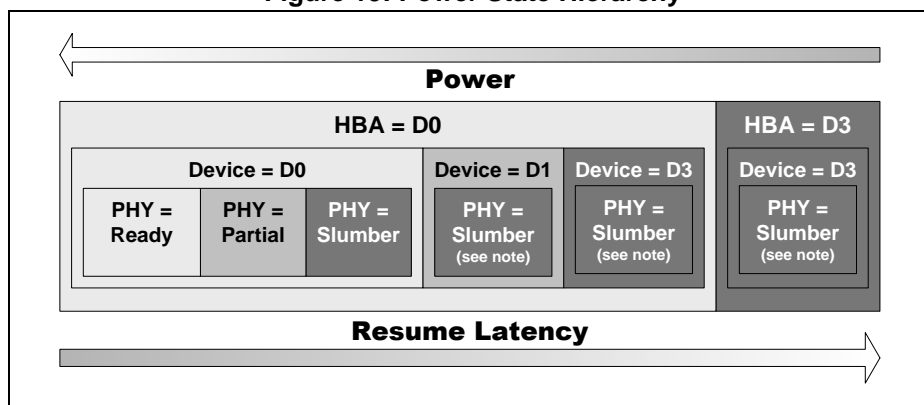 Figure Power State Hierarchy
Power
HBA = D0
HBA = D3
Device = D0
Device = D1
Device = D3
Device = D3
PHY =
Ready
PHY =
Partial
PHY =
Slumber
PHY =
Slumber
(see note)
PHY =
Slumber
(see note)
PHY =
Slumber
(see note)
Resume Latency